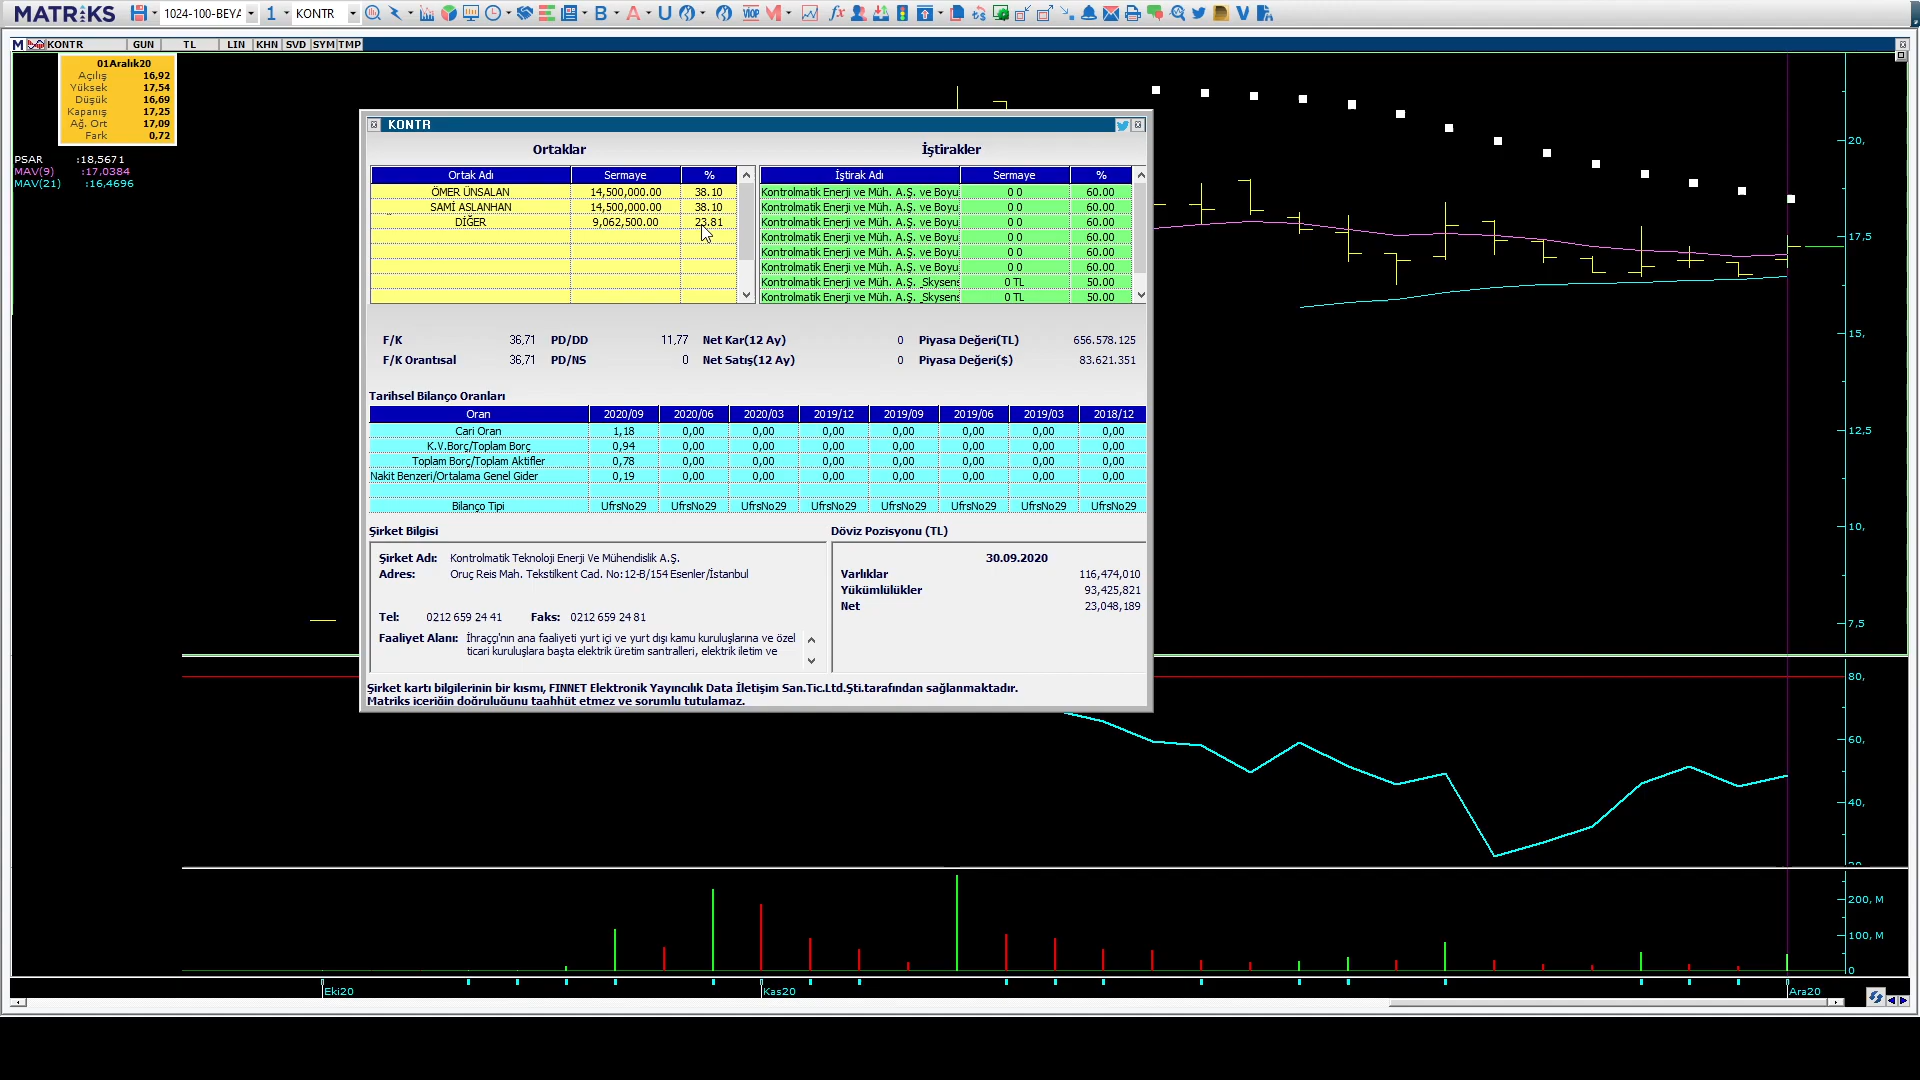 MATRIKS 1024-100-BEYA 1 KONTR
KONTR GUN TL LIN KHN SVD SYM TMP
01Aralık20
Açılış 16,92
Yüksek 17,54
Düşük 16,69
Kapanış 17,25
Ağ. Ort 17,09
Fark 0,72
PSAR :18,5671
MAV(9) :17,0384
MAV(21) :16,4696
KONTR
Ortaklar
Ortak Adı Sermaye %
ÖMER ÜNSALAN 14,500,000.00 38.10
SAMİ ASLANHAN 14,500,000.00 38.10
DİĞER 9,062,500.00 23.81
İştirakler
İştirak Adı Sermaye %
Kontrolmatik Enerji ve Müh. A.Ş. ve Boyu 0 0 60.00
Kontrolmatik Enerji ve Müh. A.Ş. ve Boyu 0 0 60.00
Kontrolmatik Enerji ve Müh. A.Ş. ve Boyu 0 0 60.00
Kontrolmatik Enerji ve Müh. A.Ş. ve Boyu 0 0 60.00
Kontrolmatik Enerji ve Müh. A.Ş. ve Boyu 0 0 60.00
Kontrolmatik Enerji ve Müh. A.Ş. ve Boyu 0 0 60.00
Kontrolmatik Enerji ve Müh. A.Ş. _Skysens 0 TL 50.00
Kontrolmatik Enerji ve Müh. A.Ş. _Skysens 0 TL 50.00
F/K 36,71 PD/DD 11,77 Net Kar(12 Ay) 0 Piyasa Değeri(TL) 656.578.125
F/K Orantısal 36,71 PD/NS 0 Net Satış(12 Ay) 0 Piyasa Değeri($) 83.621.351
Tarihsel Bilanço Oranları
Oran 2020/09 2020/06 2020/03 2019/12 2019/09 2019/06 2019/03 2018/12
Cari Oran 1,18 0,00 0,00 0,00 0,00 0,00 0,00 0,00
K.V.Borç/Toplam Borç 0,94 0,00 0,00 0,00 0,00 0,00 0,00 0,00
Toplam Borç/Toplam Aktifler 0,78 0,00 0,00 0,00 0,00 0,00 0,00 0,00
Nakit Benzeri/Ortalama Genel Gider 0,19 0,00 0,00 0,00 0,00 0,00 0,00 0,00
Bilanço Tipi UfrsNo29 UfrsNo29 UfrsNo29 UfrsNo29 UfrsNo29 UfrsNo29 UfrsNo29 UfrsNo29
Şirket Bilgisi
Şirket Adı: Kontrolmatik Teknoloji Enerji Ve Mühendislik A.Ş.
Adres: Oruç Reis Mah. Tekstilkent Cad. No:12-B/154 Esenler/İstanbul
Tel: 0212 659 24 41 Faks: 0212 659 24 81
Faaliyet Alanı: İhraççı'nın ana faaliyeti yurt içi ve yurt dışı kamu kuruluşlarına ve özel
ticari kuruluşlara başta elektrik üretim santralleri, elektrik iletim ve
Döviz Pozisyonu (TL)
30.09.2020
Varlıklar 116,474,010
Yükümlülükler 93,425,821
Net 23,048,189
Şirket kartı bilgilerinin bir kısmı, FINNET Elektronik Yayıncılık Data İletişim San.Tic.Ltd.Şti.tarafından sağlanmaktadır.
Matriks içeriğin doğruluğunu taahhüt etmez ve sorumlu tutulamaz.
20,
17,5
15,
12,5
10,
7,5
80,
60,
40,
20
200, M
100, M
0
Eki20 Kas20 Ara20